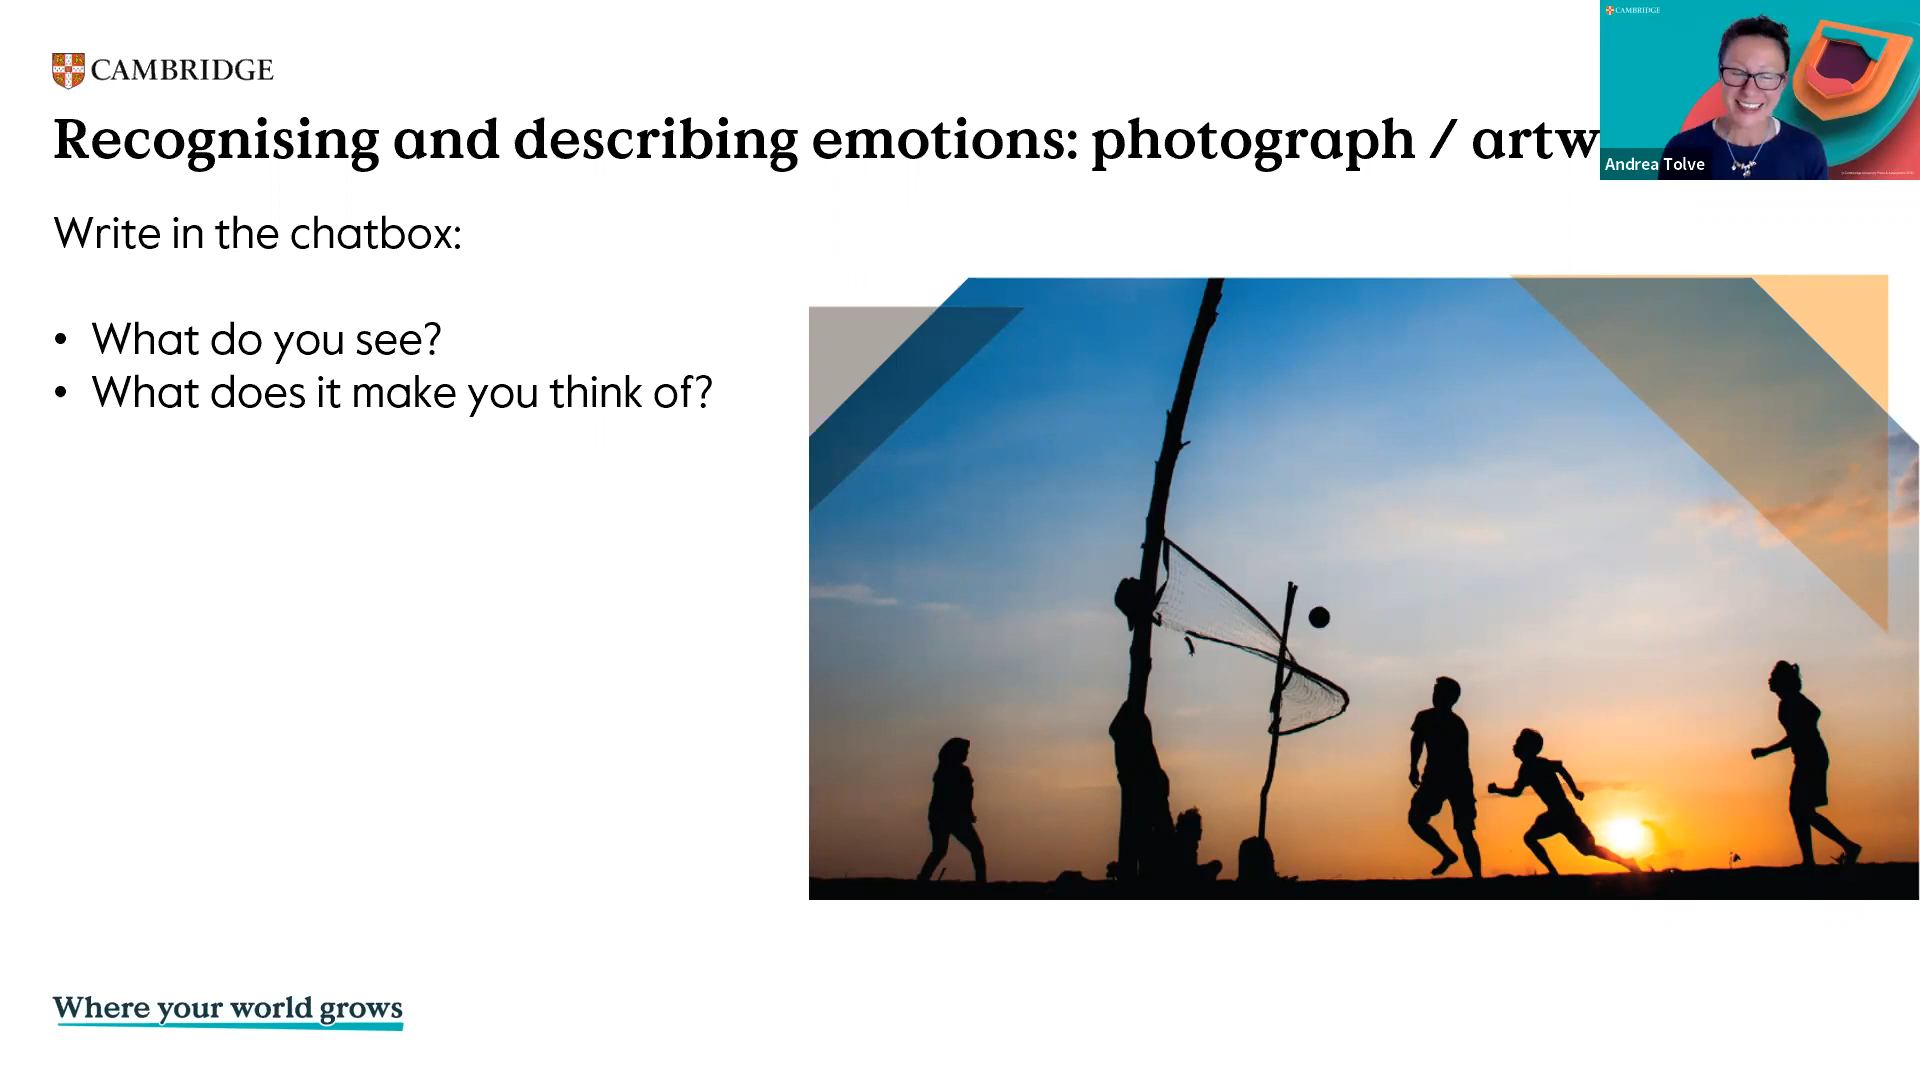 CAMBRIDGE
CAMBRIDGE
Recognising and describing emotions: photograph / artw
Andrea Tolve
Write in the chatbox:
• What do you see?
• What does it make you think of?
Where your world grows